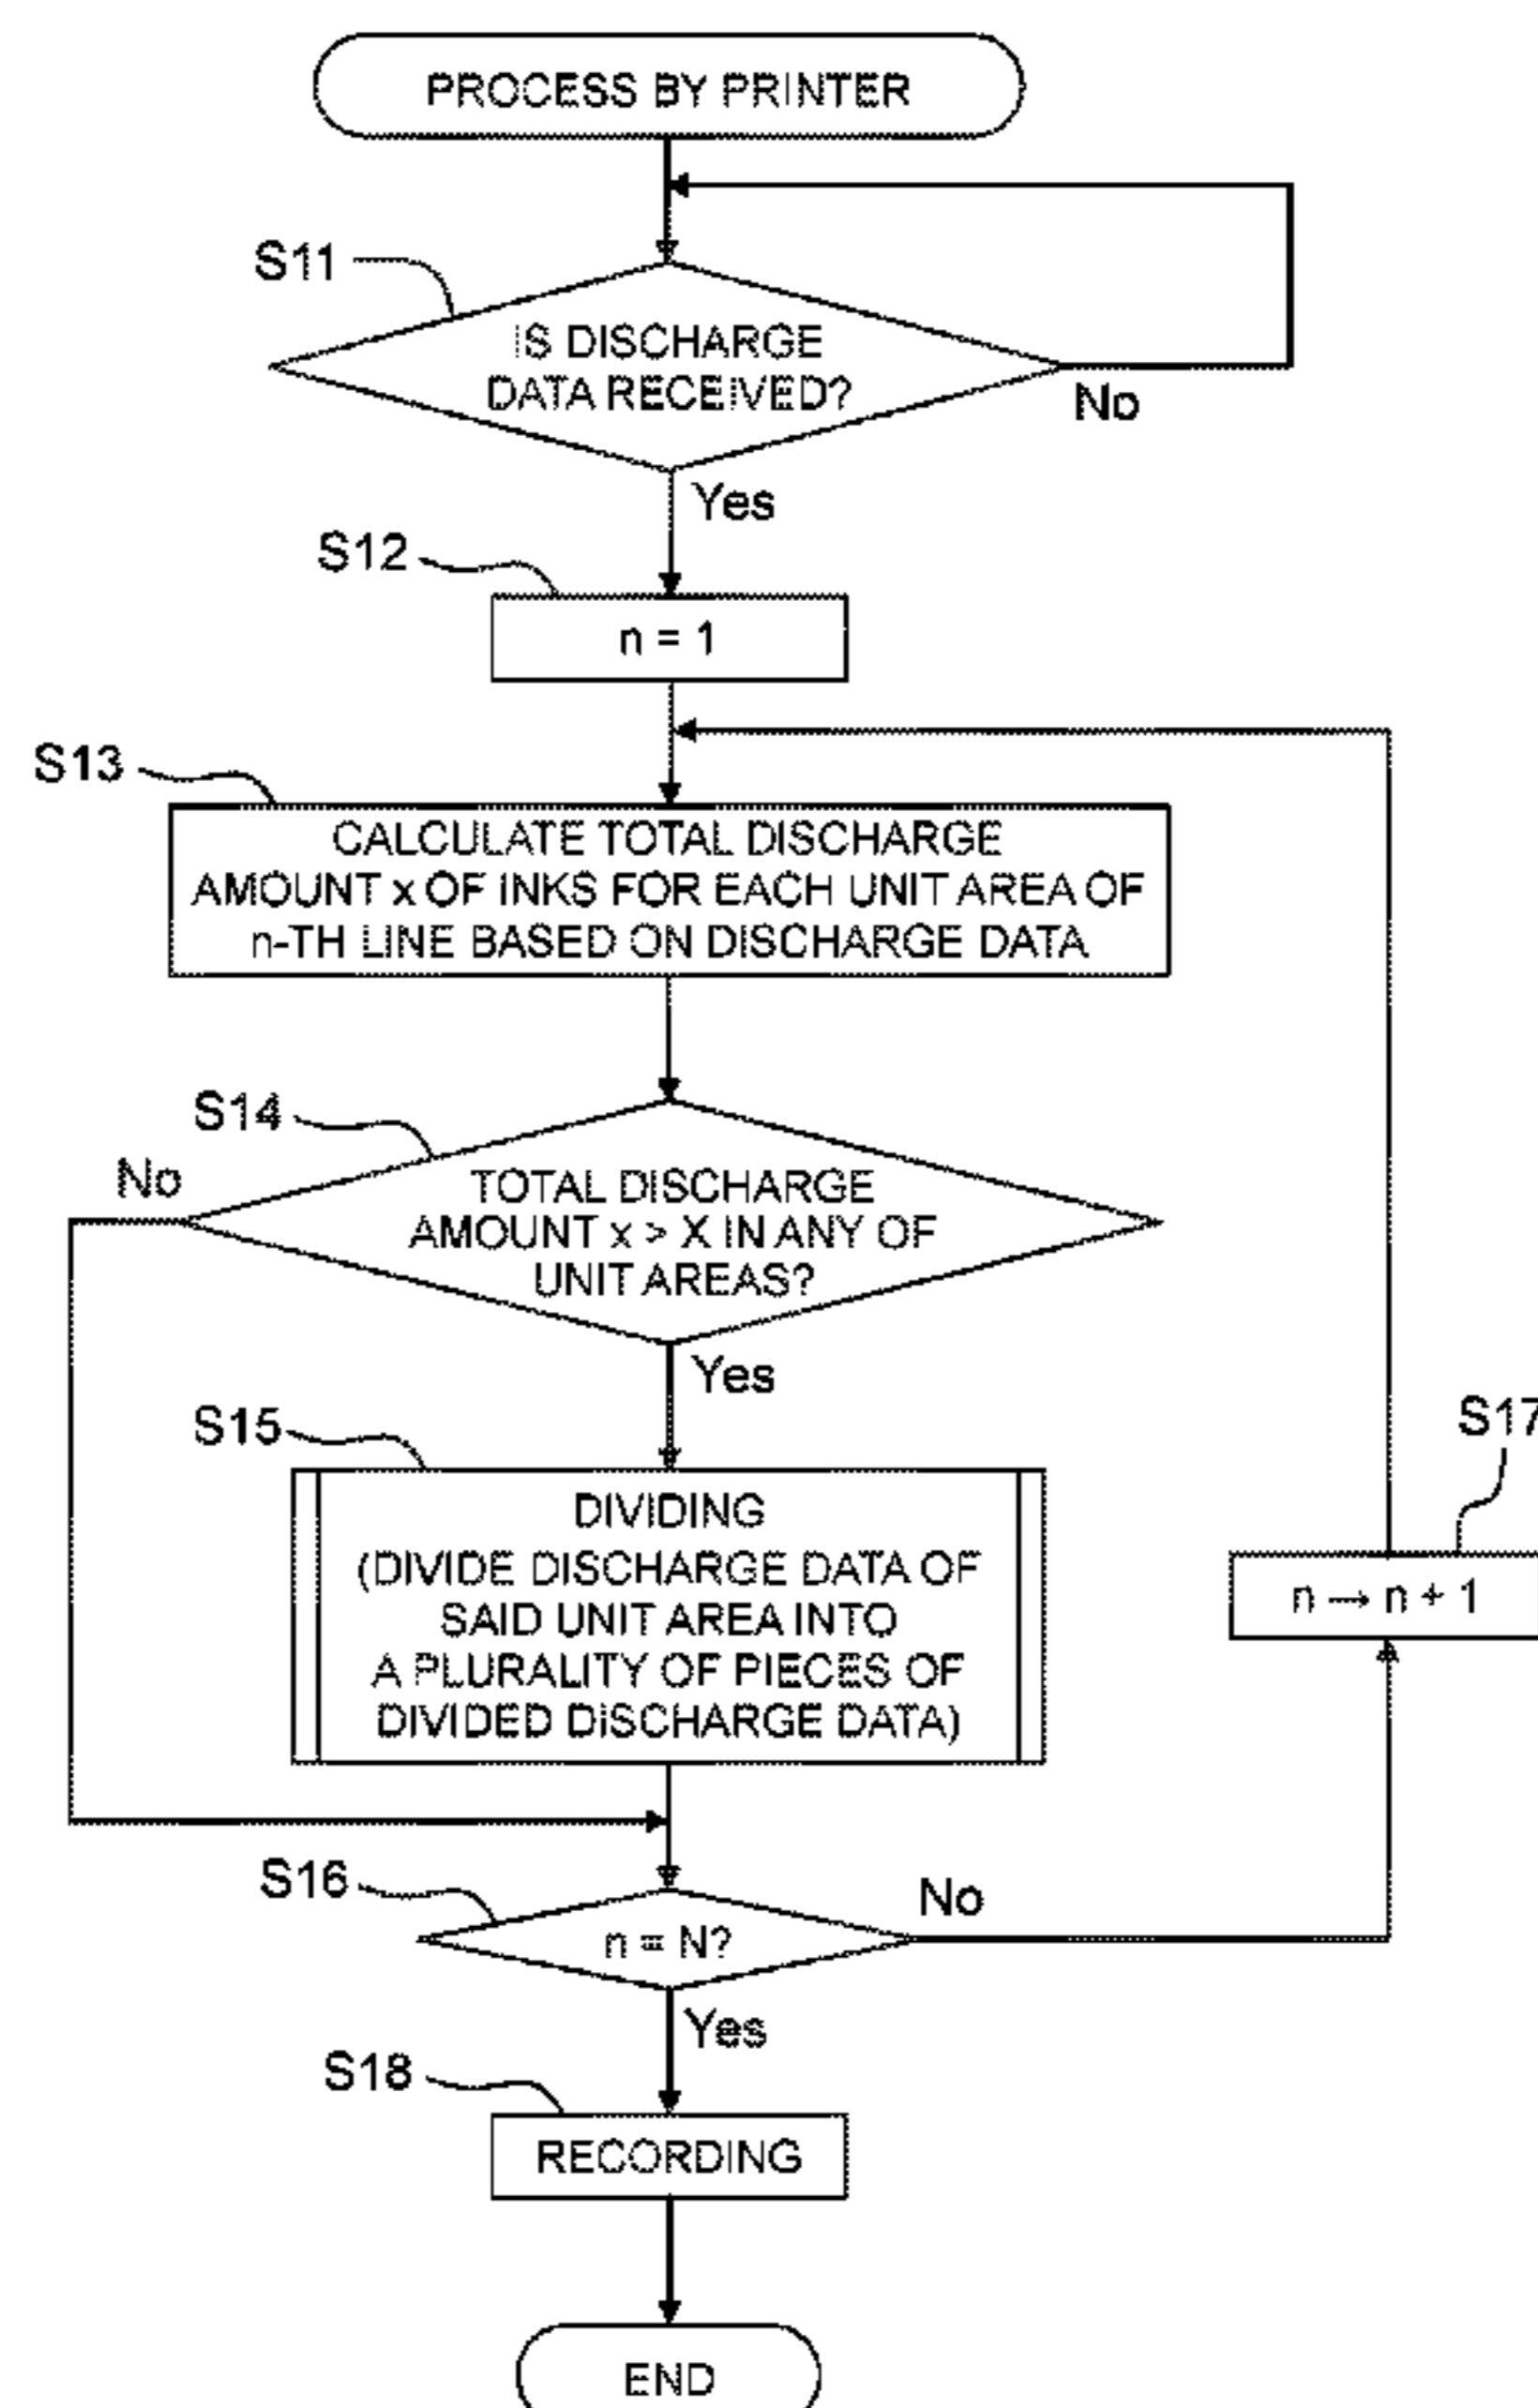 PROCESS BY PRINTER
S11
IS DISCHARGE
DATA RECEIVED?
No
Yes
S12
n = 1
S13
CALCULATE TOTAL DISCHARGE
AMOUNT x OF INKS FOR EACH UNIT AREA OF
n-TH LINE BASED ON DISCHARGE DATA
S14
No
TOTAL DISCHARGE
AMOUNT x > X IN ANY OF
UNIT AREAS?
Yes
S15
DIVIDING
(DIVIDE DISCHARGE DATA OF
SAID UNIT AREA INTO
A PLURALITY OF PIECES OF
DIVIDED DISCHARGE DATA)
S17
n → n + 1
S16
n = N?
No
Yes
S18
RECORDING
END